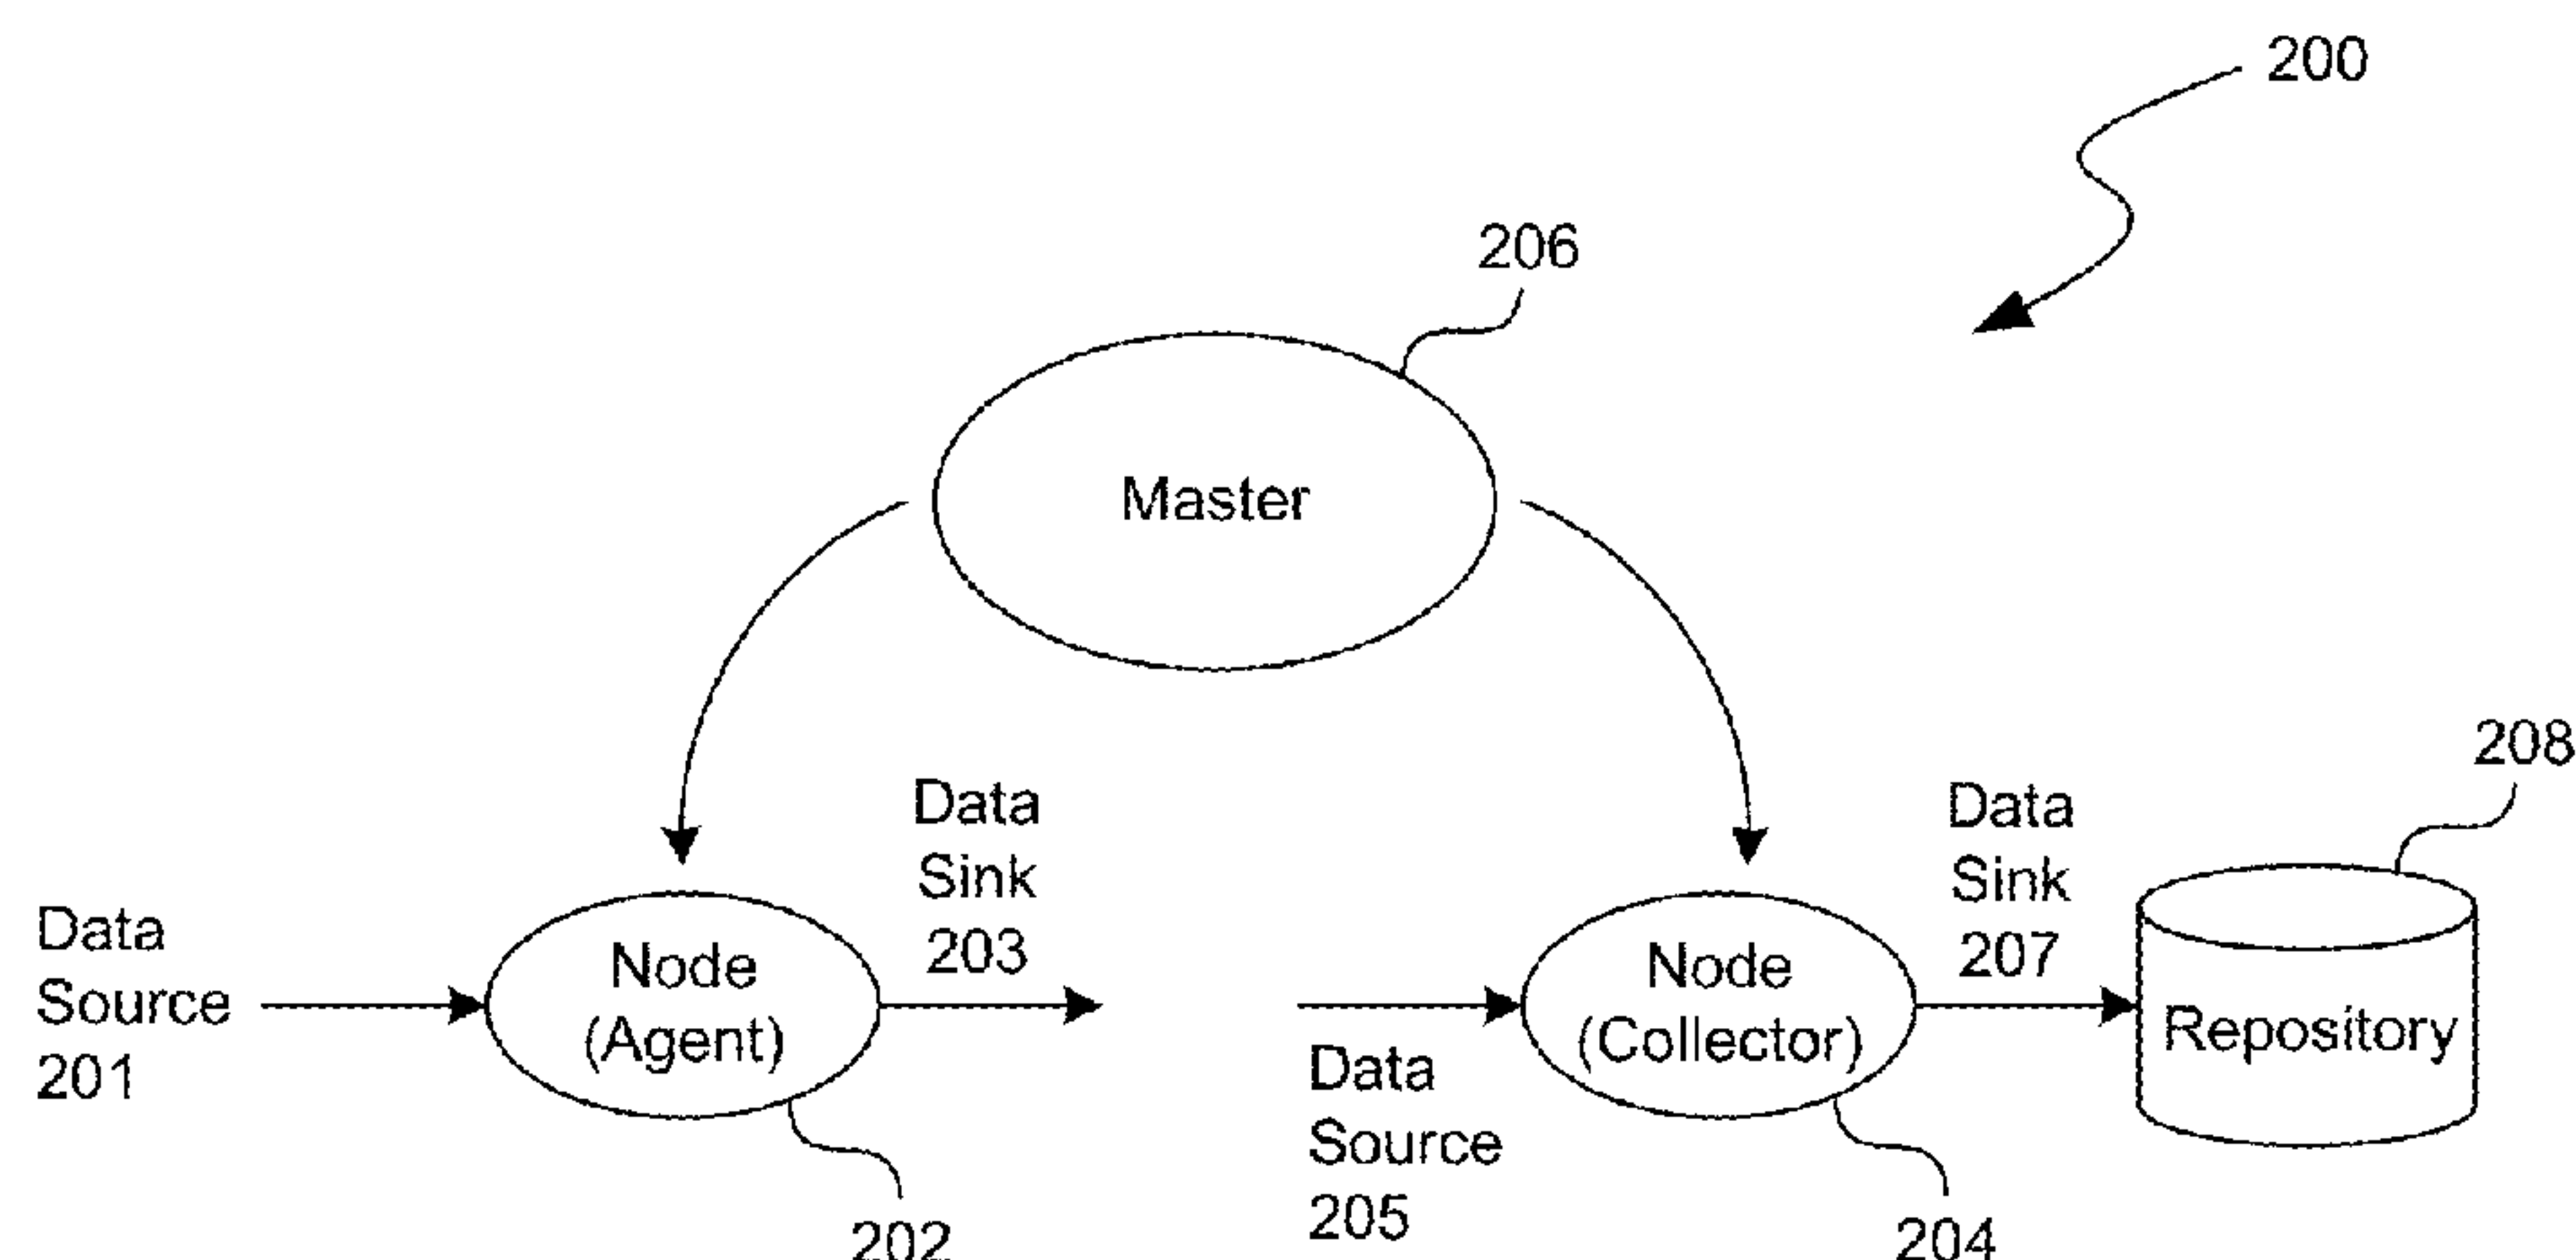 200
206
Master
208
Data
Sink
203
Data
Sink
207
Data
Source
201
Node
(Agent)
Node
(Collector)
Repository
Data
Source
205
202
204